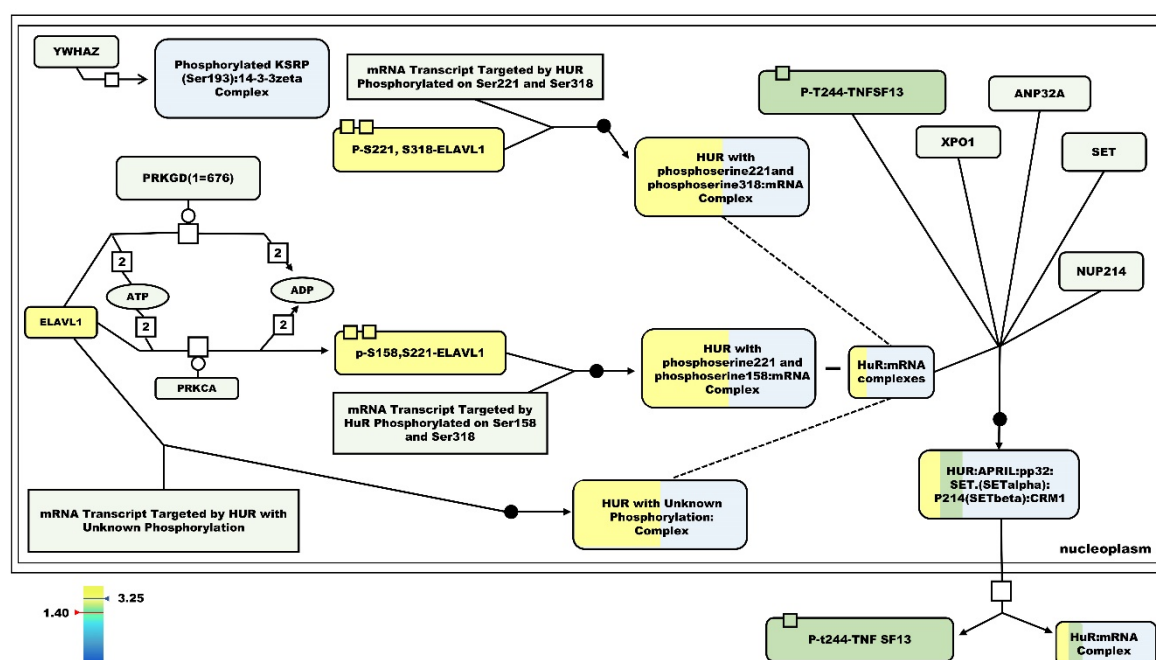 YWHAZ
Phosphorylated KSRP
(Ser193):14-3-3zeta
Complex
mRNA Transcript Targeted by HUR
Phosphorylated on Ser221 and Ser318
P-S221, S318-ELAVL1
HUR with
phosphoserine221and
phosphoserine318:mRNA
Complex
P-T244-TNFSF13
ANP32A
XPO1
SET
NUP214
PRKGD(1=676)
2
2
ATP
ADP
2
2
ELAVL1
PRKCA
p-S158,S221-ELAVL1
mRNA Transcript Targeted by
HuR Phosphorylated on Ser158
and Ser318
HUR with
phosphoserine221 and
phosphoserine158:mRNA
Complex
HuR:mRNA
complexes
mRNA Transcript Targeted by HUR with
Unknown Phosphorylation
HUR with Unknown
Phosphorylation:
Complex
HUR:APRIL:pp32:
SET.(SETalpha):
P214(SETbeta):CRM1
nucleoplasm
3.25
1.40
P-t244-TNF SF13
HuR:mRNA
Complex